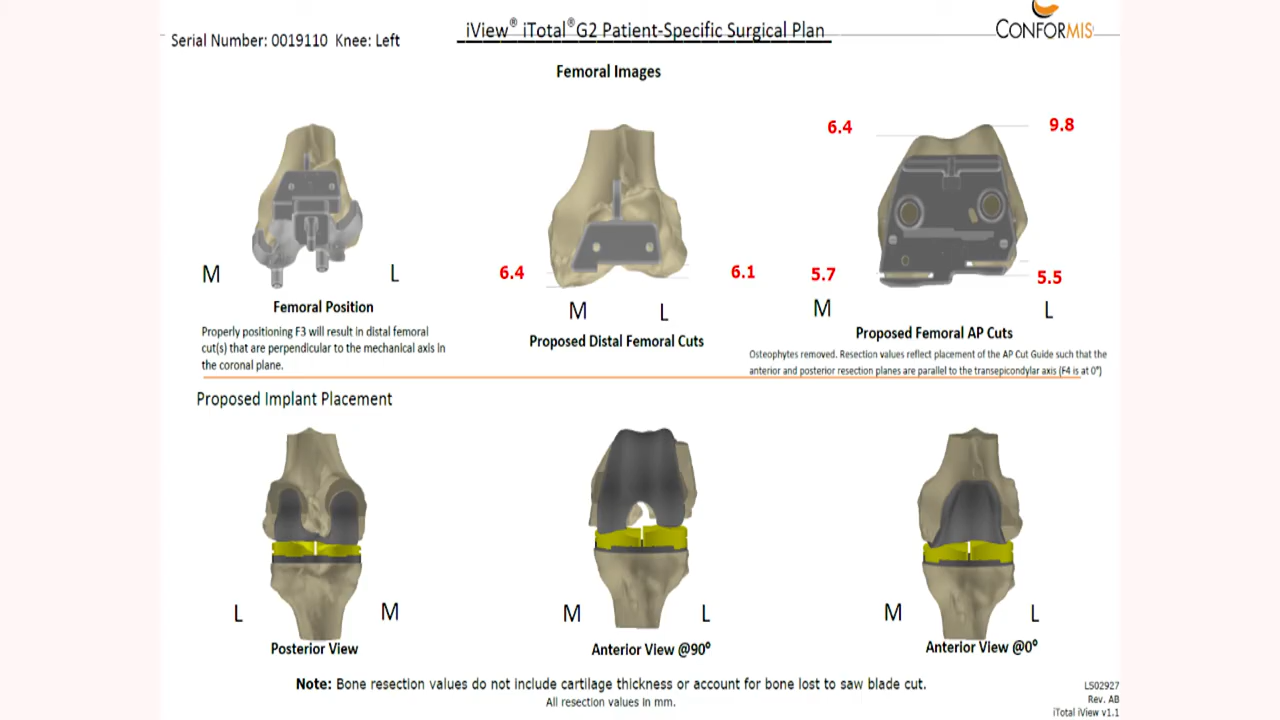 iView® iTotal®G2 Patient-Specific Surgical Plan
CONFORMIS
Serial Number: 0019110 Knee: Left
Femoral Images
6.4
9.8
M
L
6.4
6.1
5.7
5.5
M
L
M
L
Femoral Position
Proposed Distal Femoral Cuts
Proposed Femoral AP Cuts
Properly positioning F3 will result in distal femoral
cut(s) that are perpendicular to the mechanical axis in
the coronal plane.
Osteophytes removed. Resection values reflect placement of the AP Cut Guide such that the
anterior and posterior resection planes are parallel to the transepicondylar axis (F4 is at 0°)
Proposed Implant Placement
L
M
M
L
M
L
Posterior View
Anterior View @90°
Anterior View @0°
Note: Bone resection values do not include cartilage thickness or account for bone lost to saw blade cut.
All resection values in mm.
LS02927
Rev. AB
iTotal iView v1.1